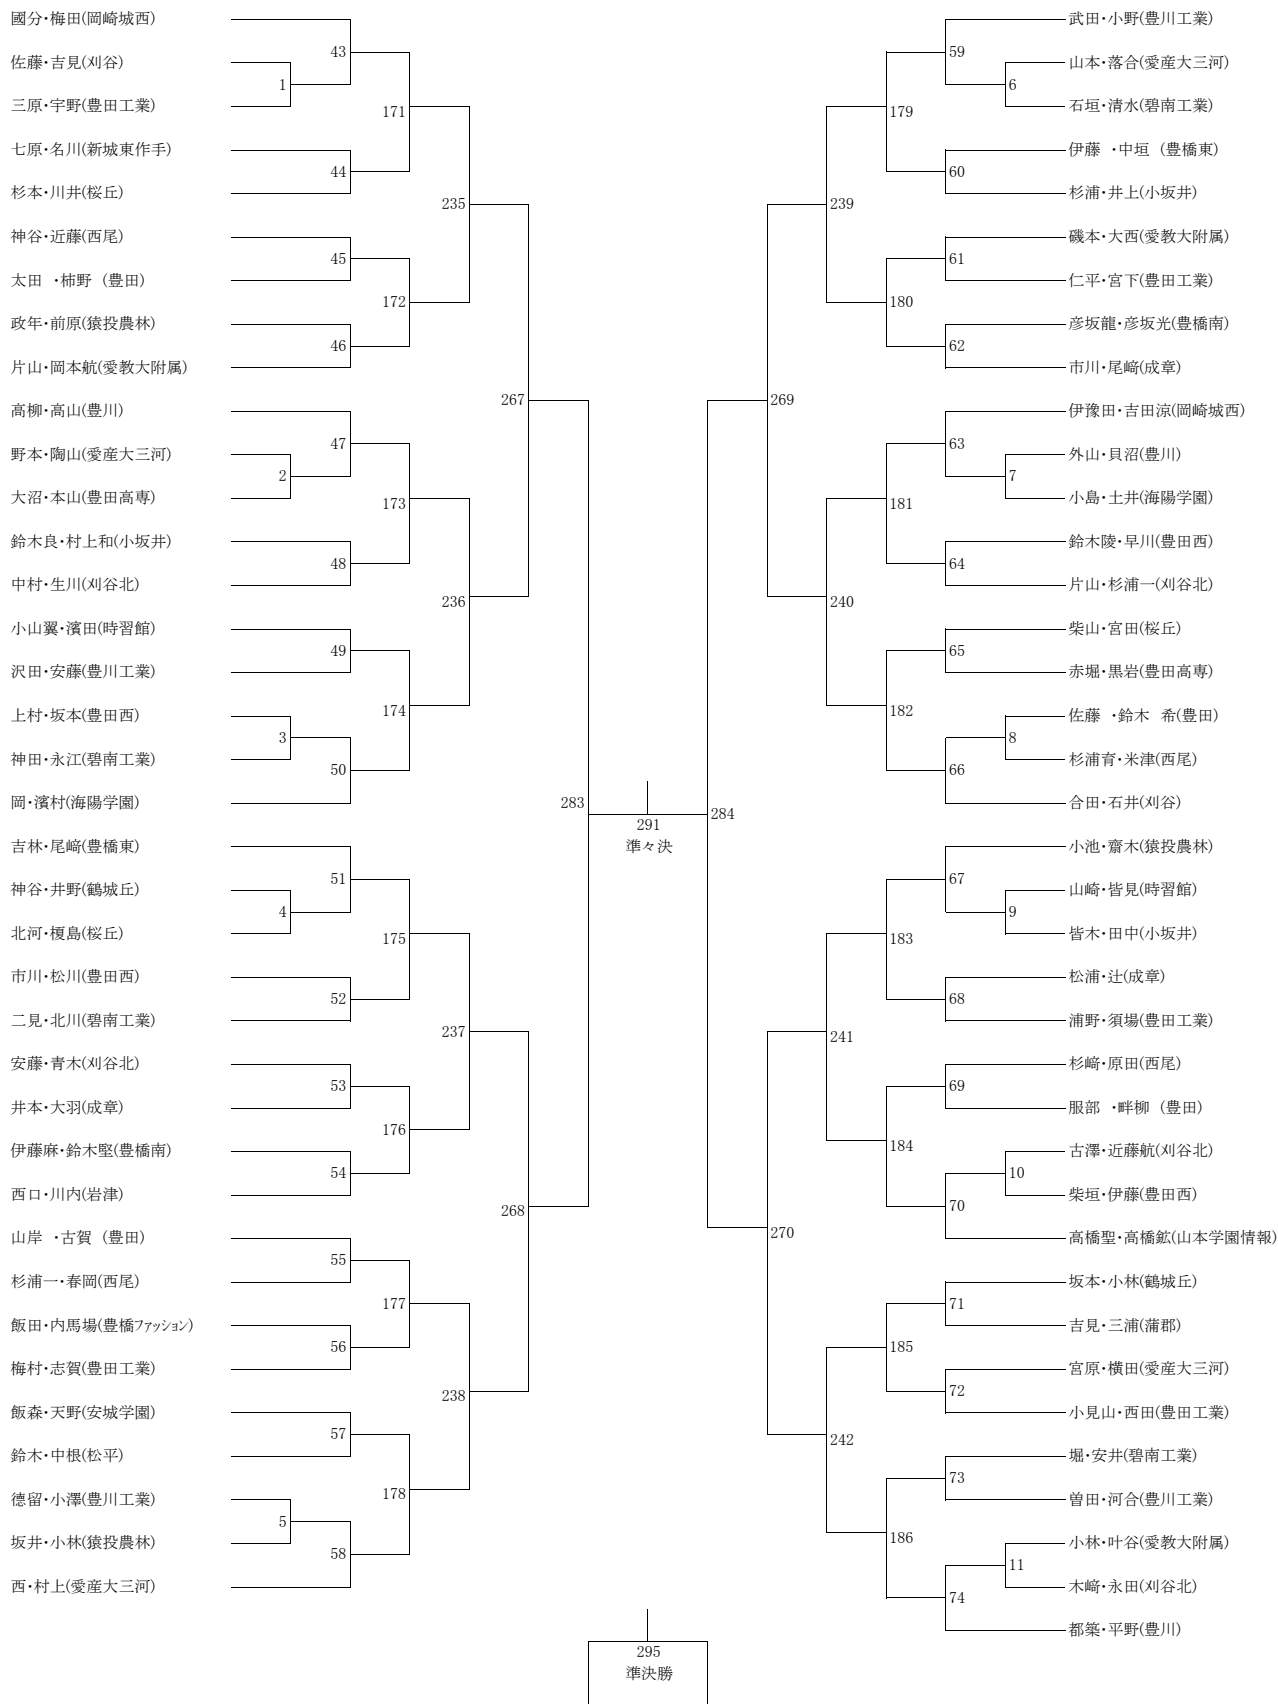 國分・梅田(岡崎城西)
佐藤・吉見(刈谷)
三原・宇野(豊田工業)
七原・名川(新城東作手)
杉本・川井(桜丘)
神谷・近藤(西尾)
太田 ・柿野 (豊田)
政年・前原(猿投農林)
片山・岡本航(愛教大附属)
高柳・高山(豊川)
野本・陶山(愛産大三河)
大沼・本山(豊田高専)
鈴木良・村上和(小坂井)
中村・生川(刈谷北)
小山翼・濱田(時習館)
沢田・安藤(豊川工業)
上村・坂本(豊田西)
神田・永江(碧南工業)
岡・濱村(海陽学園)
吉林・尾﨑(豊橋東)
神谷・井野(鶴城丘)
北河・榎島(桜丘)
市川・松川(豊田西)
二見・北川(碧南工業)
安藤・青木(刈谷北)
井本・大羽(成章)
伊藤麻・鈴木堅(豊橋南)
西口・川内(岩津)
山岸 ・古賀 (豊田)
杉浦一・春岡(西尾)
飯田・内馬場(豊橋ファッション)
梅村・志賀(豊田工業)
飯森・天野(安城学園)
鈴木・中根(松平)
德留・小澤(豊川工業)
坂井・小林(猿投農林)
西・村上(愛産大三河)
1
2
3
4
5
43
44
45
46
47
48
49
50
51
52
53
54
55
56
57
58
171
172
173
174
175
176
177
178
235
236
237
238
267
268
283
291
準々決
295
準決勝
284
269
270
239
240
241
242
179
180
181
182
183
184
185
186
59
60
61
62
63
64
65
66
67
68
69
70
71
72
73
74
6
7
8
9
10
11
武田・小野(豊川工業)
山本・落合(愛産大三河)
石垣・清水(碧南工業)
伊藤 ・中垣 (豊橋東)
杉浦・井上(小坂井)
磯本・大西(愛教大附属)
仁平・宮下(豊田工業)
彦坂龍・彦坂光(豊橋南)
市川・尾﨑(成章)
伊豫田・吉田涼(岡崎城西)
外山・貝沼(豊川)
小島・土井(海陽学園)
鈴木陵・早川(豊田西)
片山・杉浦一(刈谷北)
柴山・宮田(桜丘)
赤堀・黒岩(豊田高専)
佐藤 ・鈴木 希(豊田)
杉浦育・米津(西尾)
合田・石井(刈谷)
小池・齋木(猿投農林)
山崎・皆見(時習館)
皆木・田中(小坂井)
松浦・辻(成章)
浦野・須場(豊田工業)
杉﨑・原田(西尾)
服部 ・畔柳 (豊田)
古澤・近藤航(刈谷北)
柴垣・伊藤(豊田西)
高橋聖・高橋鉱(山本学園情報)
坂本・小林(鶴城丘)
吉見・三浦(蒲郡)
宮原・横田(愛産大三河)
小見山・西田(豊田工業)
堀・安井(碧南工業)
曽田・河合(豊川工業)
小林・叶谷(愛教大附属)
木﨑・永田(刈谷北)
都築・平野(豊川)